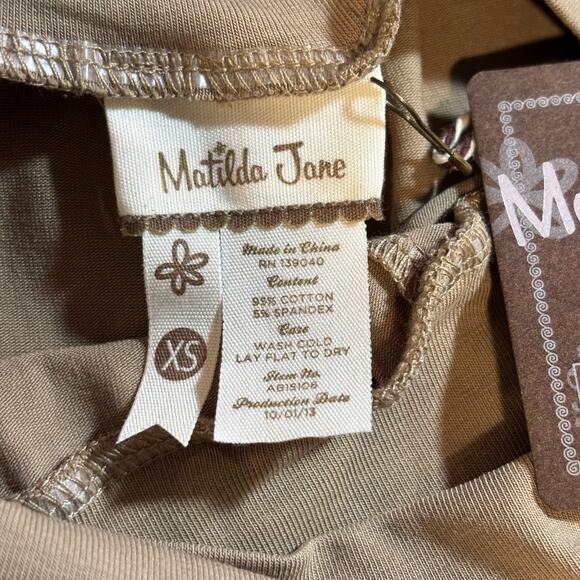 Matilda Jane
XS
Made in China
RN 139040
Content
95% COTTON
5% SPANDEX
Care
WASH COLD
LAY FLAT TO DRY
Item No.
AB1S106
Production Date
10/01/13